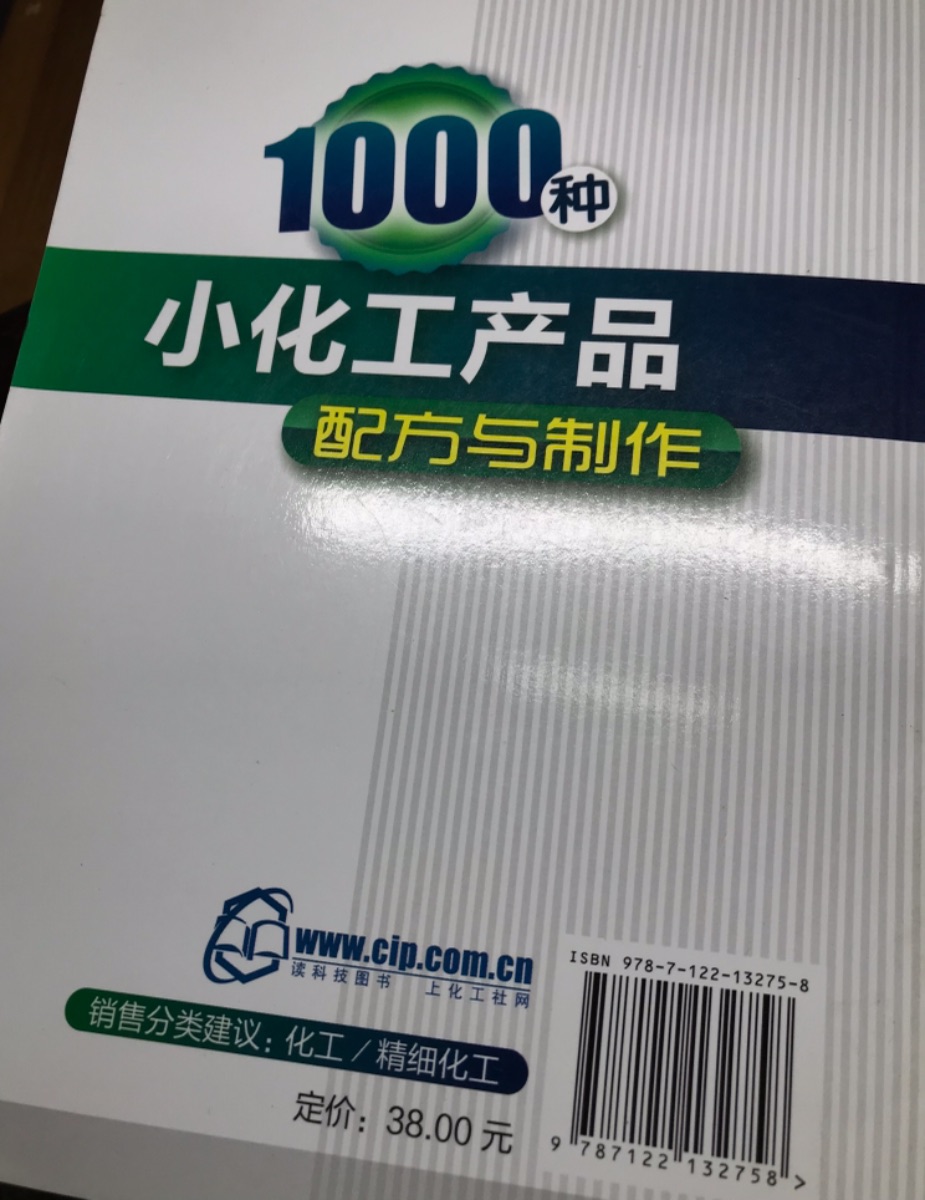 1000种
小化工产品
配方与制作
www.cip.com.cn
读科技图书 上化工社网
销售分类建议：化工/精细化工
定价：38.00元
ISBN 978-7-122-13275-8
9 787122 132758 >